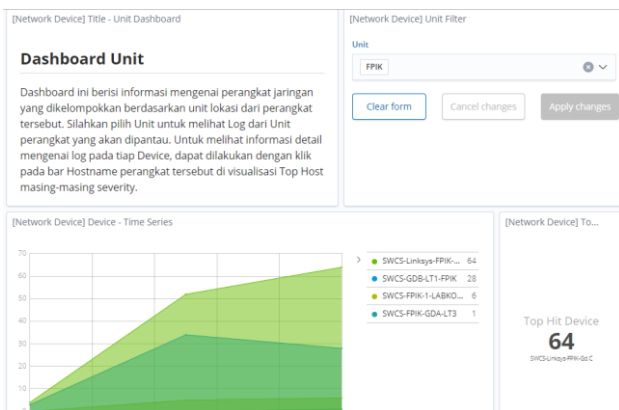 [Network Device] Title - Unit Dashboard
Dashboard Unit
Dashboard ini berisi informasi mengenai perangkat jaringan
yang dikelompokkan berdasarkan unit lokasi dari perangkat
tersebut. Silahkan pilih Unit untuk melihat Log dari Unit
perangkat yang akan dipantau. Untuk melihat informasi detail
mengenai log pada tiap Device, dapat dilakukan dengan klik
pada bar Hostname perangkat tersebut di visualisasi Top Host
masing-masing severity.
[Network Device] Unit Filter
Unit
FPIK
Clear form
Cancel changes
Apply changes
[Network Device] Device - Time Series
70
60
50
40
30
20
10
0
SWCS-Linksys-FPIK-... 64
SWCS-GDB-LT1-FPIK 28
SWCS-FPIK-1-LABKO... 6
SWCS-FPIK-GDA-LT3 1
[Network Device] To...
Top Hit Device
64
SWCS-Linksys-FPIK-Gd.C